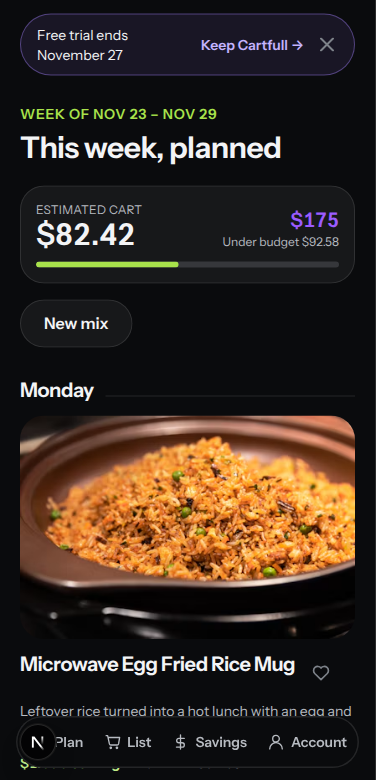 Free trial ends
November 27
Keep Cartfull →
WEEK OF NOV 23 – NOV 29
This week, planned
ESTIMATED CART
$82.42
$175
Under budget $92.58
New mix
Monday
Microwave Egg Fried Rice Mug
Leftover rice turned into a hot lunch with an egg and
N
Plan
List
Savings
Account